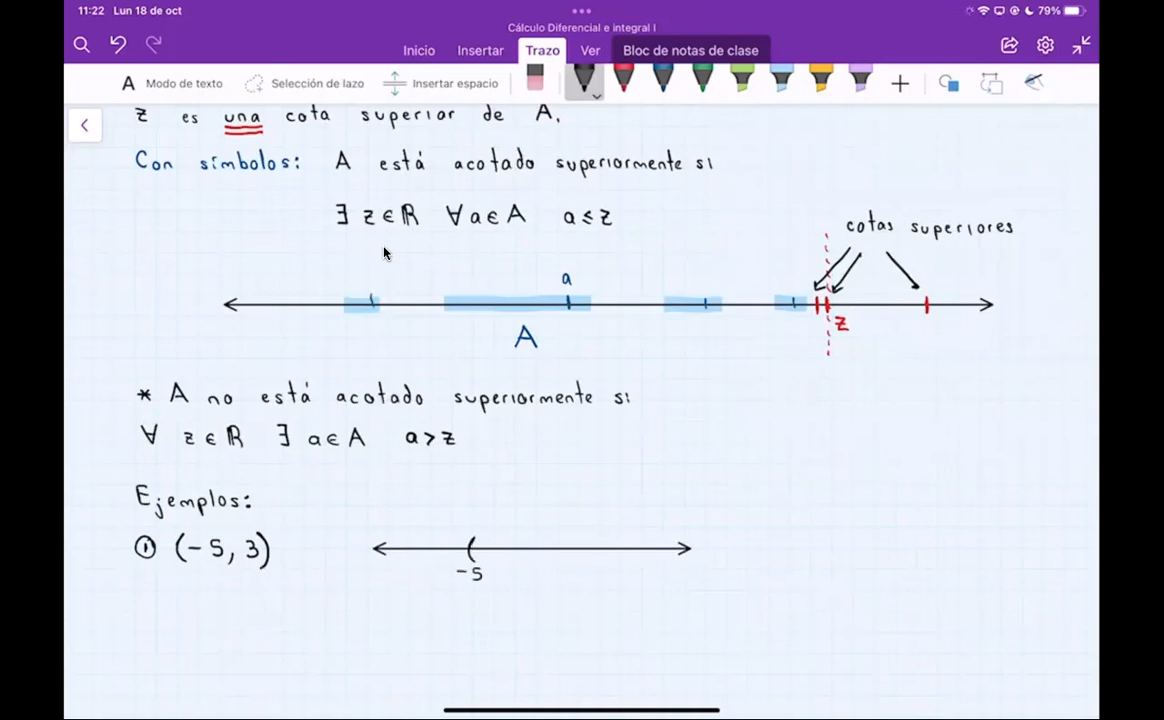 11:22 Lun 18 de oct
79%
Cálculo Diferencial e integral I
Inicio Insertar Trazo Ver Bloc de notas de clase
A Modo de texto Selección de lazo Insertar espacio
z es una cota superior de A.
Con símbolos: A está acotado superiormente si
∃ z ∈ ℝ ∀ a ∈ A a ≤ z
cotas superiores
a
z
A
* A no está acotado superiormente si
∀ z ∈ ℝ ∃ a ∈ A a > z
Ejemplos:
① (-5, 3)
(
-5